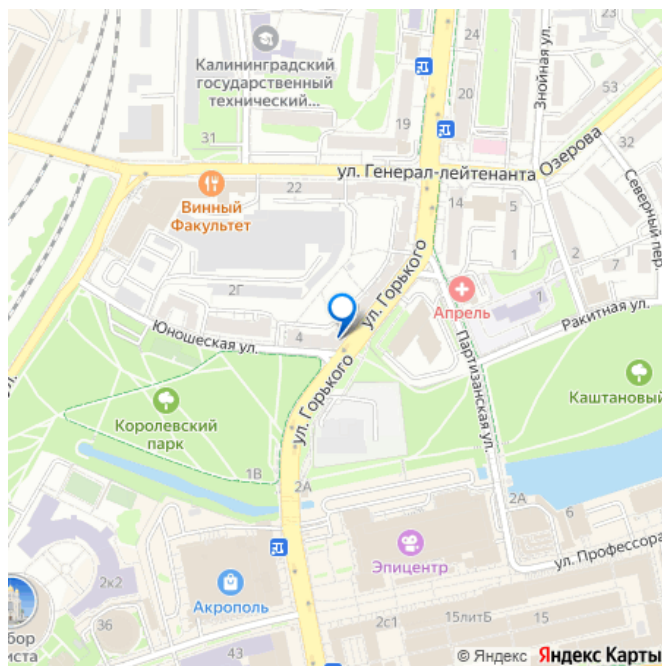 Калининградский
государственный
технический...
Знойная ул.
53
24
20
19
31
32
ул. Генерал-лейтенанта Озерова
22
Винный
Факультет
14
5
Северный пер.
2
7
ул. Горького
2Г
Апрель
1
1
Ракитная ул.
Юношеская ул.
4
Партизанская ул.
ул. Горького
Каштановый
Королевский
парк
1В
2А
2А
6
Эпицентр
ул. Профессора
2к2
Акрополь
36
2с1
15литБ
15
бор
иста
43
© Яндекс Яндекс Карты